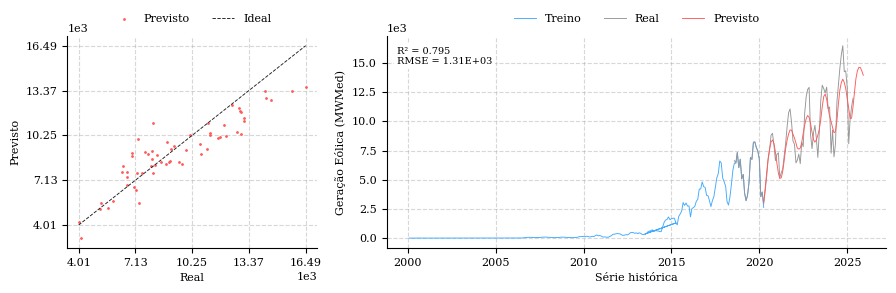 Previsto
Ideal
1e3
16.49
13.37
10.25
7.13
4.01
Previsto
4.01
7.13
10.25
13.37
16.49
1e3
Real
Treino
Real
Previsto
1e3
R² = 0.795
RMSE = 1.31E+03
15.0
12.5
10.0
7.5
5.0
2.5
0.0
Geração Eólica (MWMed)
2000
2005
2010
2015
2020
2025
Série histórica